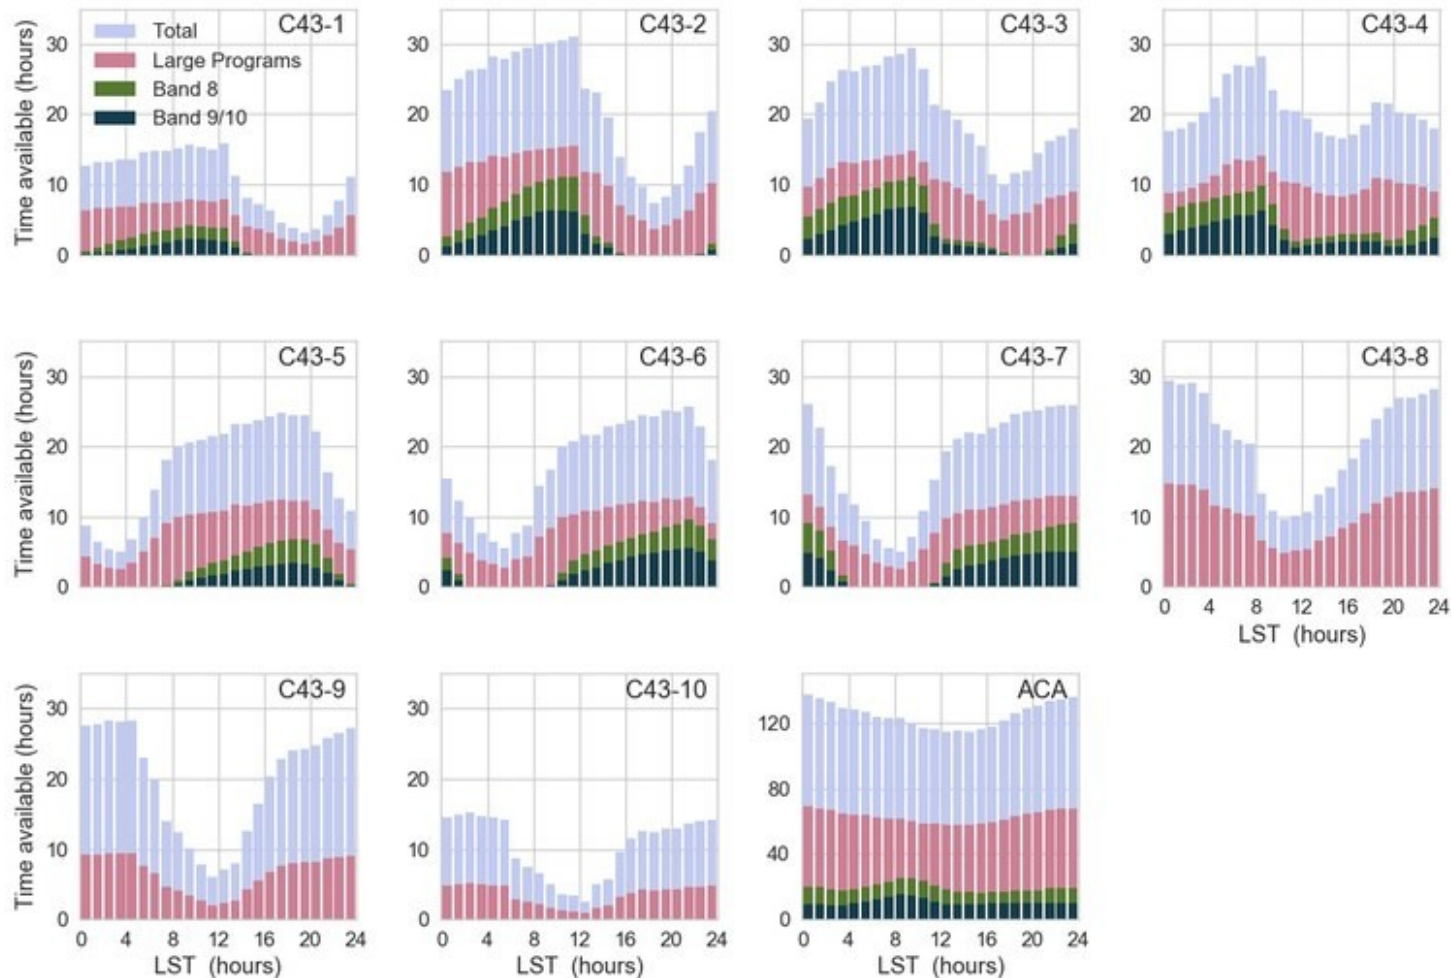 C43-1
C43-2
C43-3
C43-4
Total
Large Programs
Band 8
Band 9/10
Time available (hours)
30
20
10
0
30
20
10
0
30
20
10
0
30
20
10
0
C43-5
C43-6
C43-7
C43-8
Time available (hours)
30
20
10
0
30
20
10
0
30
20
10
0
30
20
10
0
0 4 8 12 16 20 24
LST (hours)
C43-9
C43-10
ACA
Time available (hours)
30
20
10
0
30
20
10
0
120
80
40
0
0 4 8 12 16 20 24
0 4 8 12 16 20 24
0 4 8 12 16 20 24
LST (hours)
LST (hours)
LST (hours)